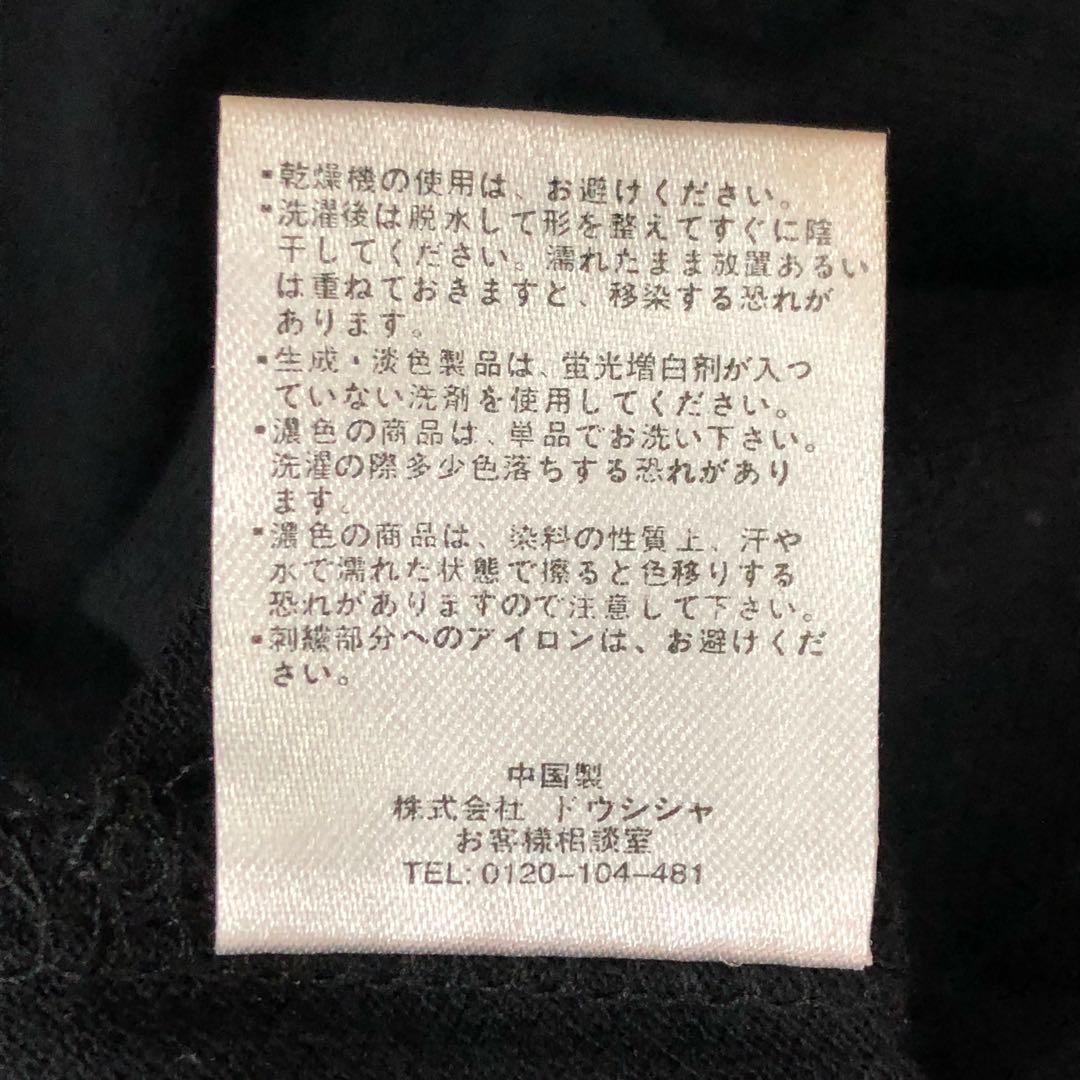 ▪乾燥機の使用は、お避けください。
▪洗濯後は脱水して形を整えてすぐに陰
干してください。濡れたまま放置あるい
は重ねておきますと、移染する恐れが
あります。
▪生成・淡色製品は、蛍光増白剤が入っ
ていない洗剤を使用してください。
▪濃色の商品は、単品でお洗い下さい。
洗濯の際多少色落ちする恐れがあり
ます。
▪濃色の商品は、染料の性質上、汗や
水で濡れた状態で擦ると色移りする
恐れがありますので注意して下さい。
▪刺繍部分へのアイロンは、お避けくだ
さい。
中国製
株式会社 ドウシシャ
お客様相談室
TEL: 0120-104-481